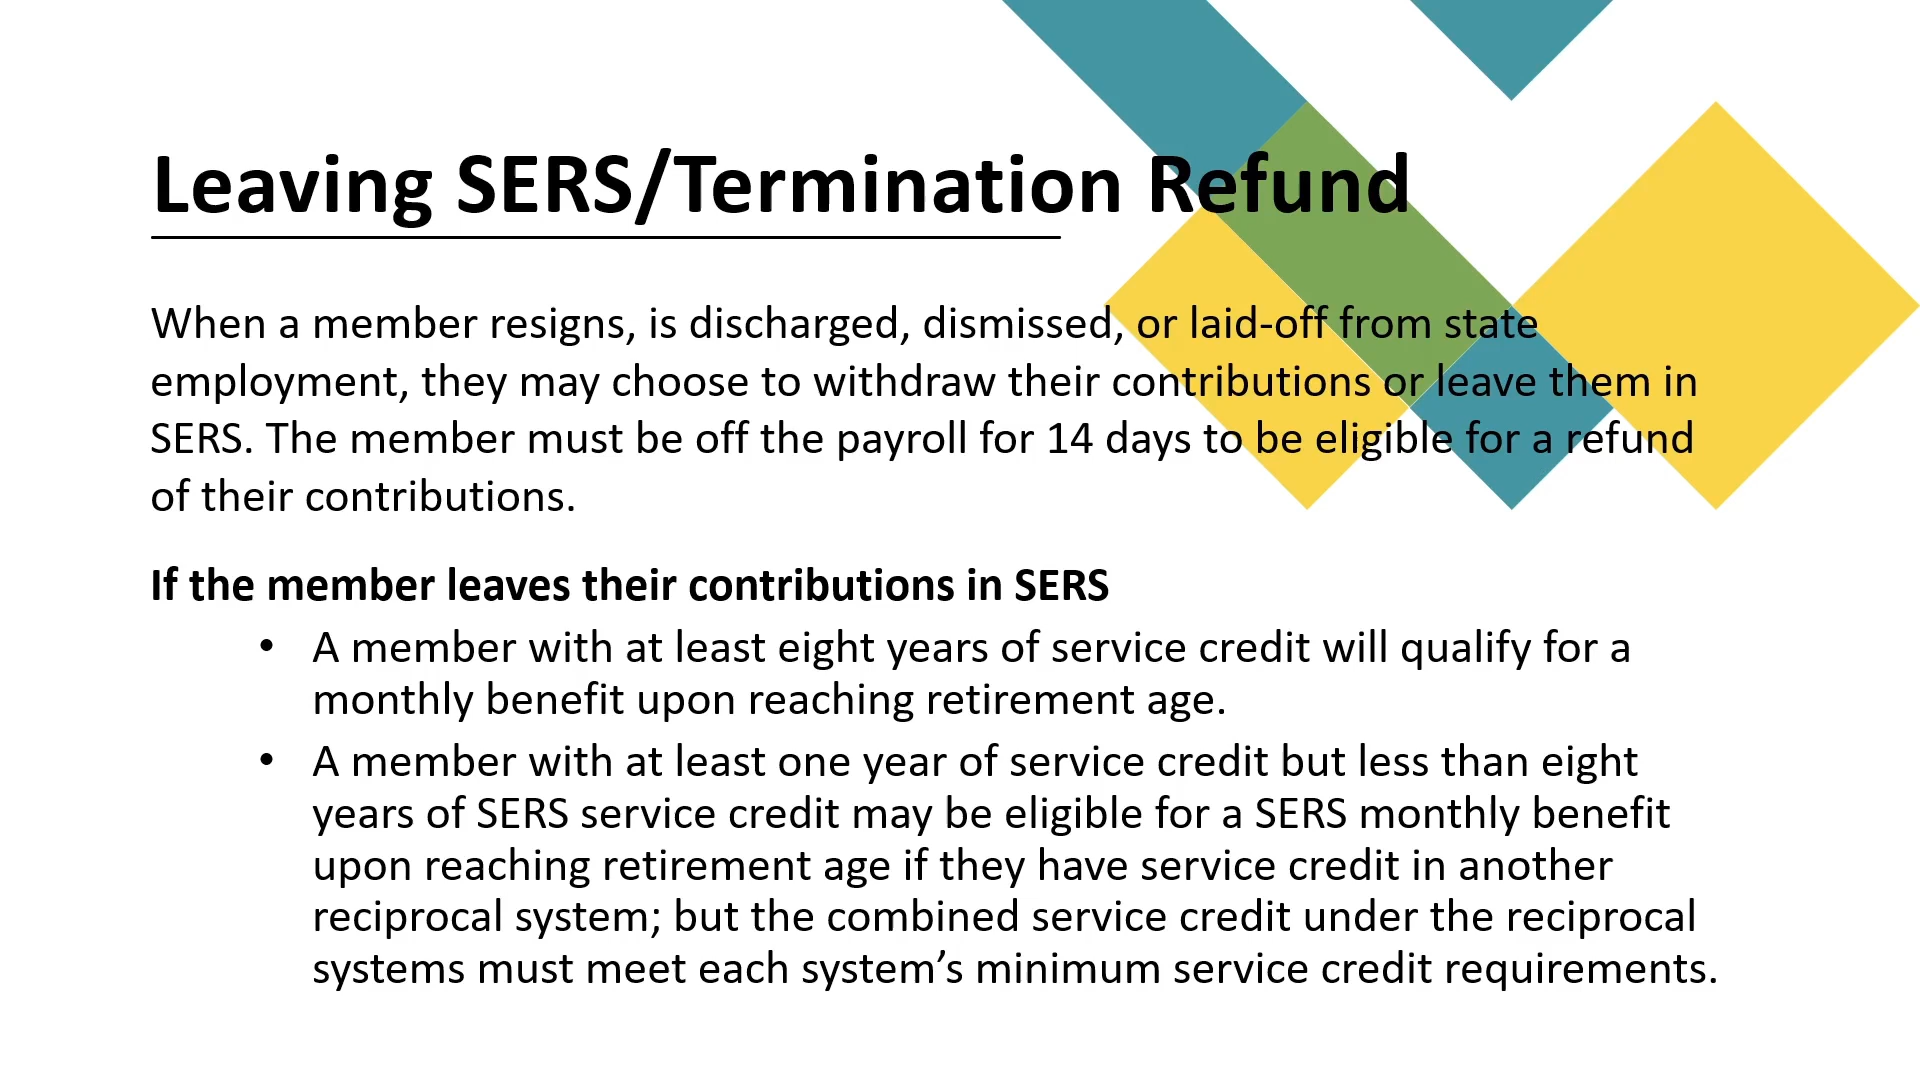 Leaving SERS/Termination Refund
When a member resigns, is discharged, dismissed, or laid-off from state
employment, they may choose to withdraw their contributions or leave them in
SERS. The member must be off the payroll for 14 days to be eligible for a refund
of their contributions.
If the member leaves their contributions in SERS
• A member with at least eight years of service credit will qualify for a
monthly benefit upon reaching retirement age.
• A member with at least one year of service credit but less than eight
years of SERS service credit may be eligible for a SERS monthly benefit
upon reaching retirement age if they have service credit in another
reciprocal system; but the combined service credit under the reciprocal
systems must meet each system’s minimum service credit requirements.